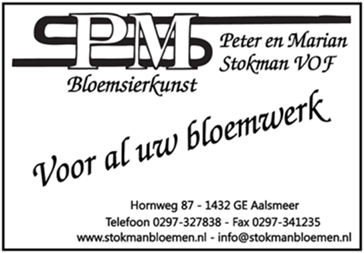 PM
Peter en Marian
Stokman VOF
Bloemsierkunst
Voor al uw bloemwerk
Hornweg 87 - 1432 GE Aalsmeer
Telefoon 0297-327838 - Fax 0297-341235
www.stokmanbloemen.nl - info@stokmanbloemen.nl